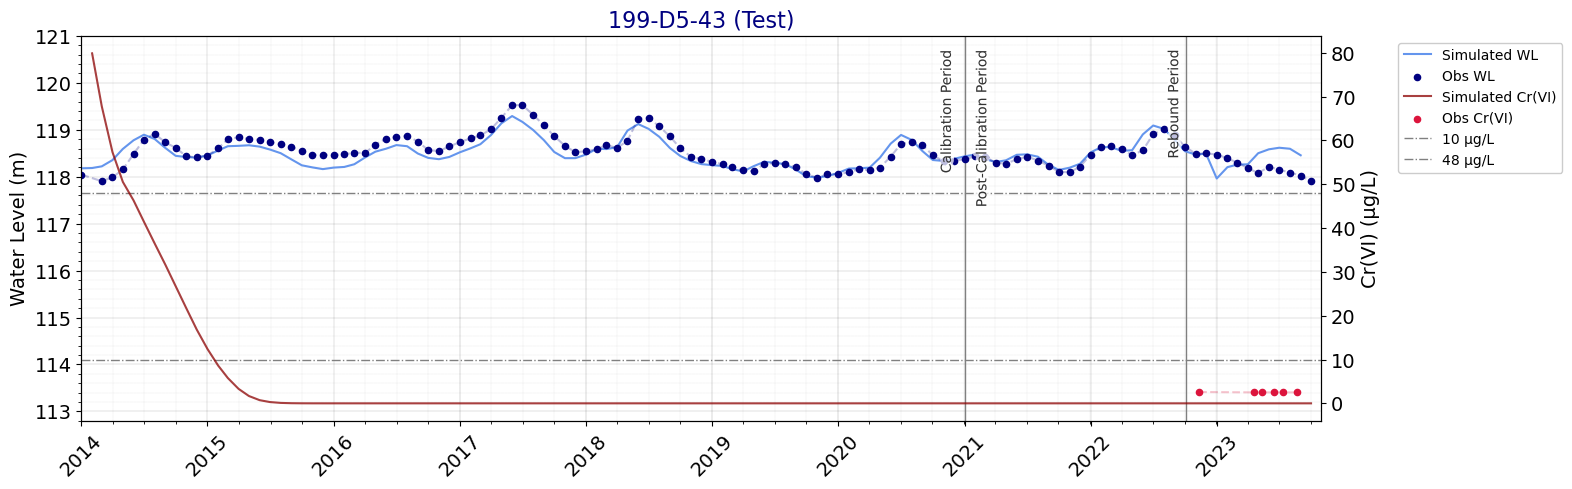 199-D5-43 (Test)
Water Level (m)
121
120
119
118
117
116
115
114
113
2014
2015
2016
2017
2018
2019
2020
2021
2022
2023
Calibration Period
Post-Calibration Period
Rebound Period
80
70
60
50
40
30
20
10
0
Cr(VI) (μg/L)
Simulated WL
Obs WL
Simulated Cr(VI)
Obs Cr(VI)
10 μg/L
48 μg/L